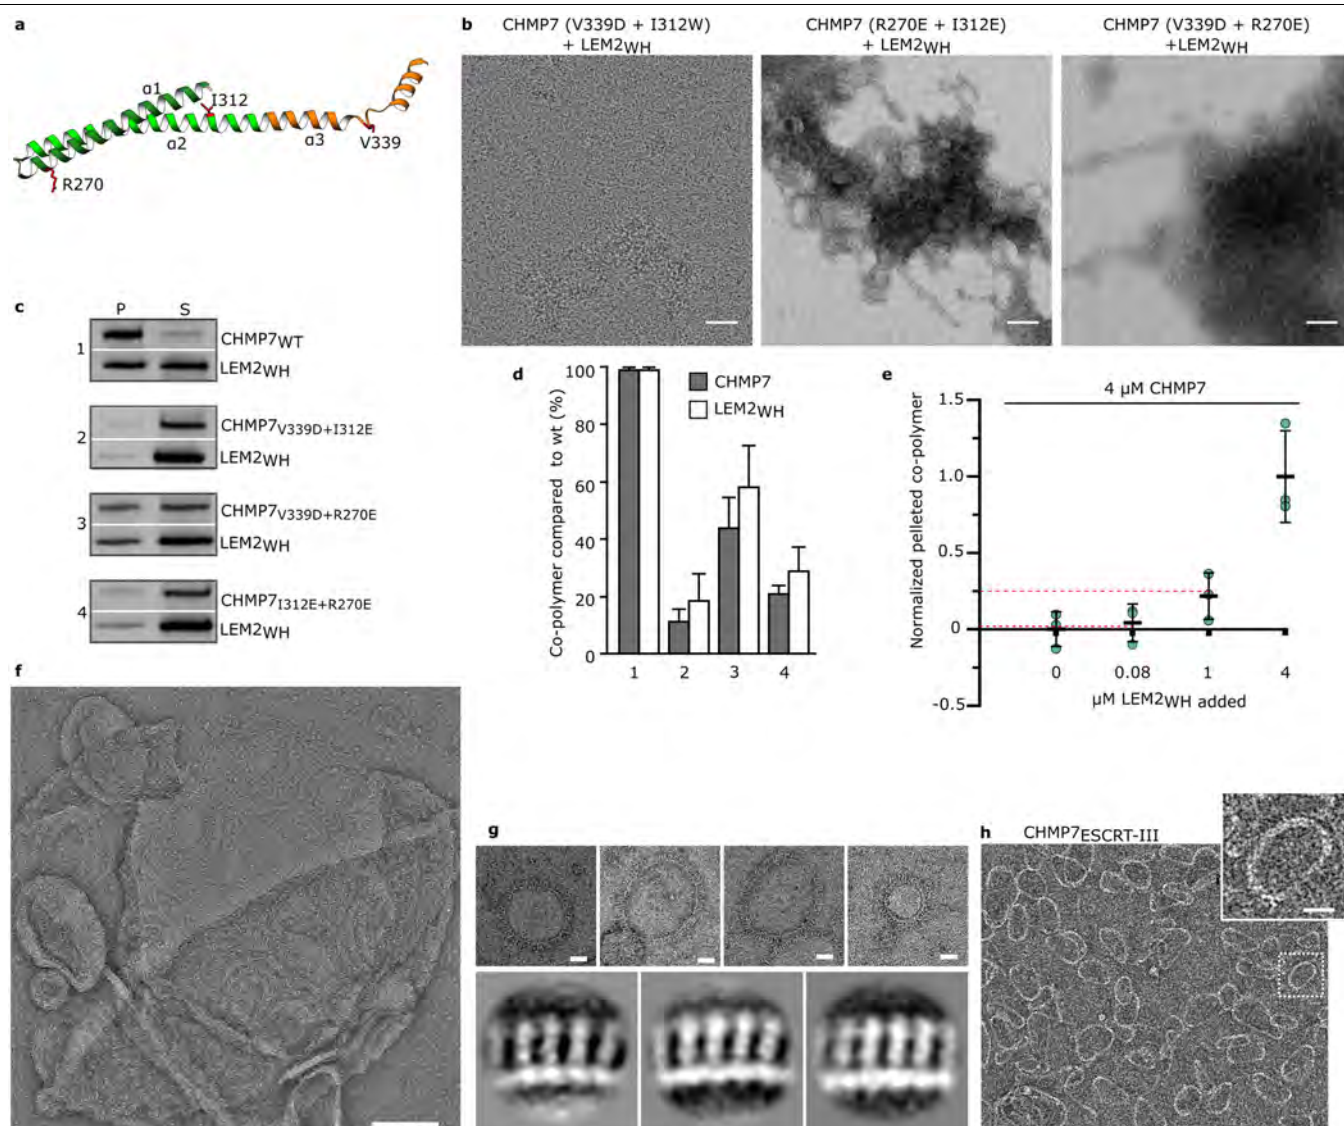 a
α1
I312
α2
α3
V339
R270
b
CHMP7 (V339D + I312W)
+ LEM2WH
CHMP7 (R270E + I312E)
+ LEM2WH
CHMP7 (V339D + R270E)
+LEM2WH
c
P S
1
CHMP7WT
LEM2WH
2
CHMP7V339D+I312E
LEM2WH
3
CHMP7V339D+R270E
LEM2WH
4
CHMP7I312E+R270E
LEM2WH
d
Co-polymer compared to wt (%)
100
80
60
40
20
0
CHMP7
LEM2WH
1 2 3 4
e
4 µM CHMP7
Normalized pelleted co-polymer
1.5
1.0
0.5
0
-0.5
0 0.08 1 4
µM LEM2WH added
f
g
h
CHMP7ESCRT-III